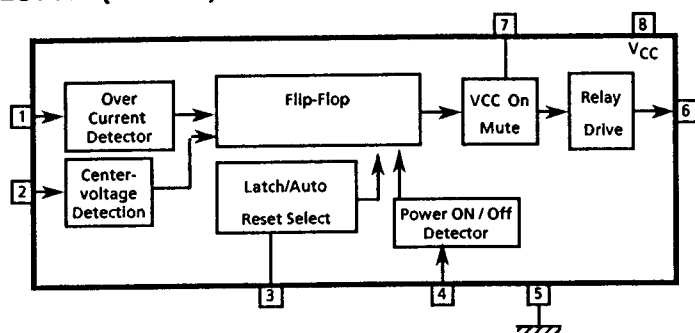 7
8
VCC
1
Over
Current
Detector
Flip-Flop
VCC On
Mute
Relay
Drive
6
2
Center-
voltage
Detection
Latch/Auto
Reset Select
Power ON / Off
Detector
3
4
5